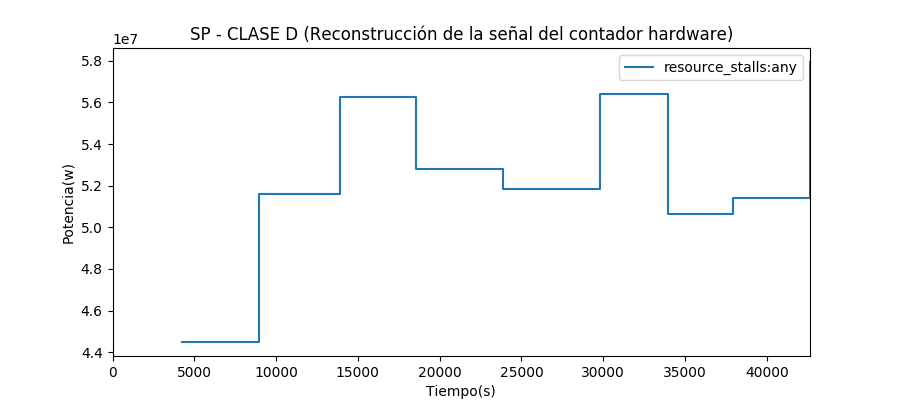 SP - CLASE D (Reconstrucción de la señal del contador hardware)
1e7
resource_stalls:any
5.8
5.6
5.4
5.2
5.0
4.8
4.6
4.4
Potencia(w)
0 5000 10000 15000 20000 25000 30000 35000 40000
Tiempo(s)